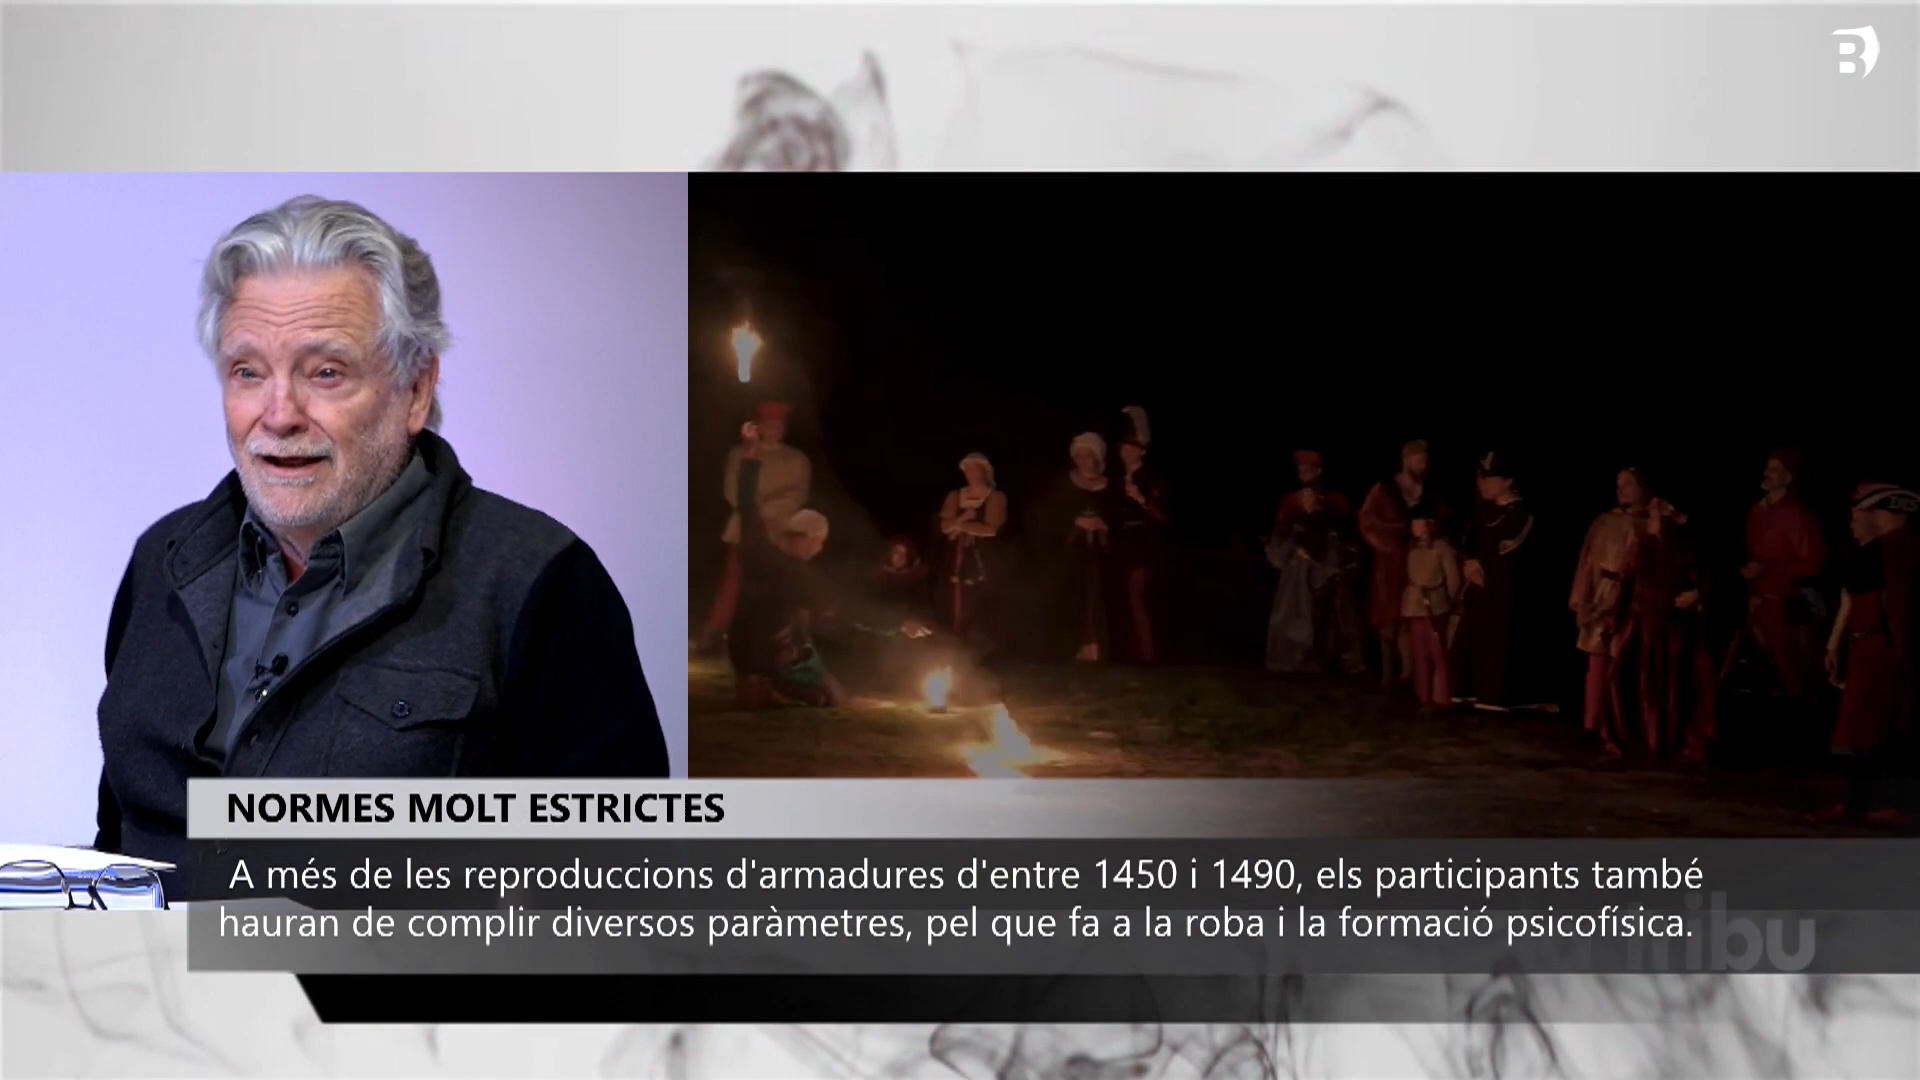 B
NORMES MOLT ESTRICTES
A més de les reproduccions d'armadures d'entre 1450 i 1490, els participants també
hauran de complir diversos paràmetres, pel que fa a la roba i la formació psicofísica.
tribu